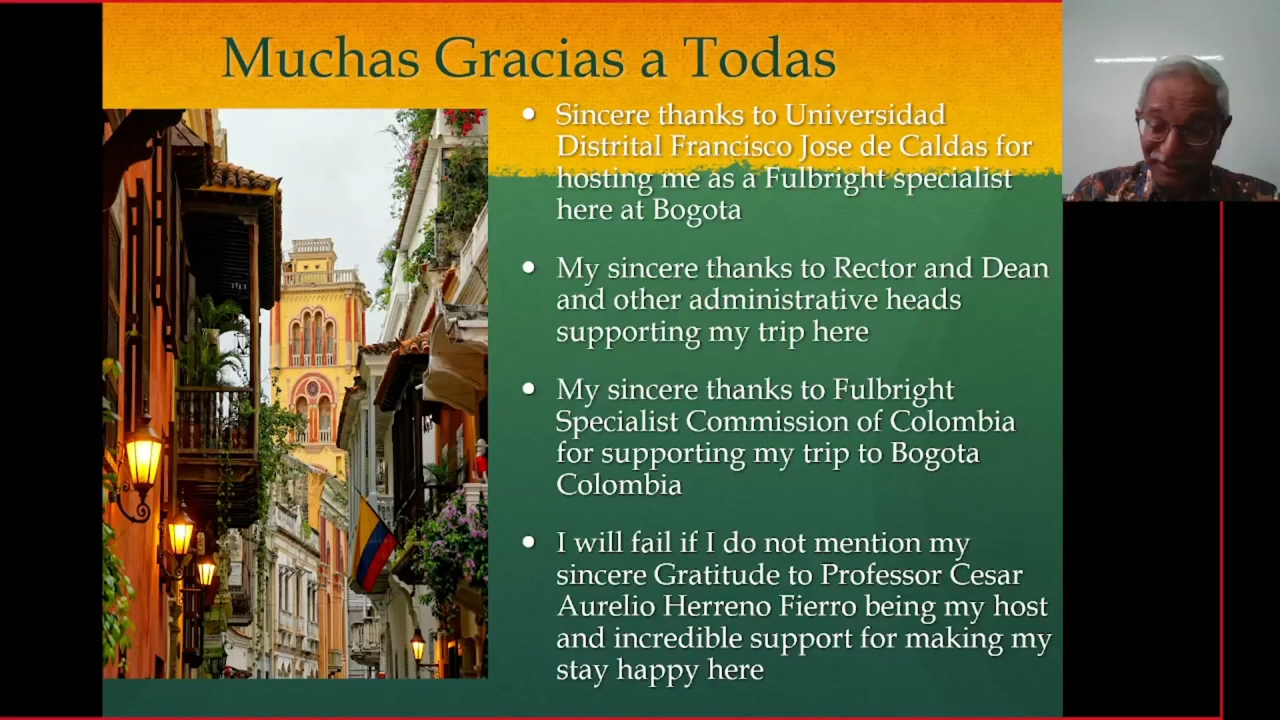 Muchas Gracias a Todas
• Sincere thanks to Universidad
Distrital Francisco Jose de Caldas for
hosting me as a Fulbright specialist
here at Bogota
• My sincere thanks to Rector and Dean
and other administrative heads
supporting my trip here
• My sincere thanks to Fulbright
Specialist Commission of Colombia
for supporting my trip to Bogota
Colombia
• I will fail if I do not mention my
sincere Gratitude to Professor Cesar
Aurelio Herreno Fierro being my host
and incredible support for making my
stay happy here